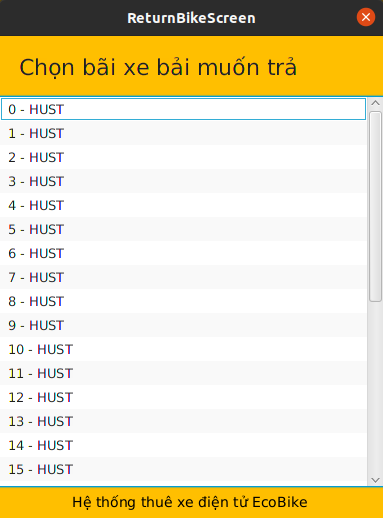 ReturnBikeScreen
Chọn bãi xe bải muốn trả
0 - HUST
1 - HUST
2 - HUST
3 - HUST
4 - HUST
5 - HUST
6 - HUST
7 - HUST
8 - HUST
9 - HUST
10 - HUST
11 - HUST
12 - HUST
13 - HUST
14 - HUST
15 - HUST
Hệ thống thuê xe điện tử EcoBike